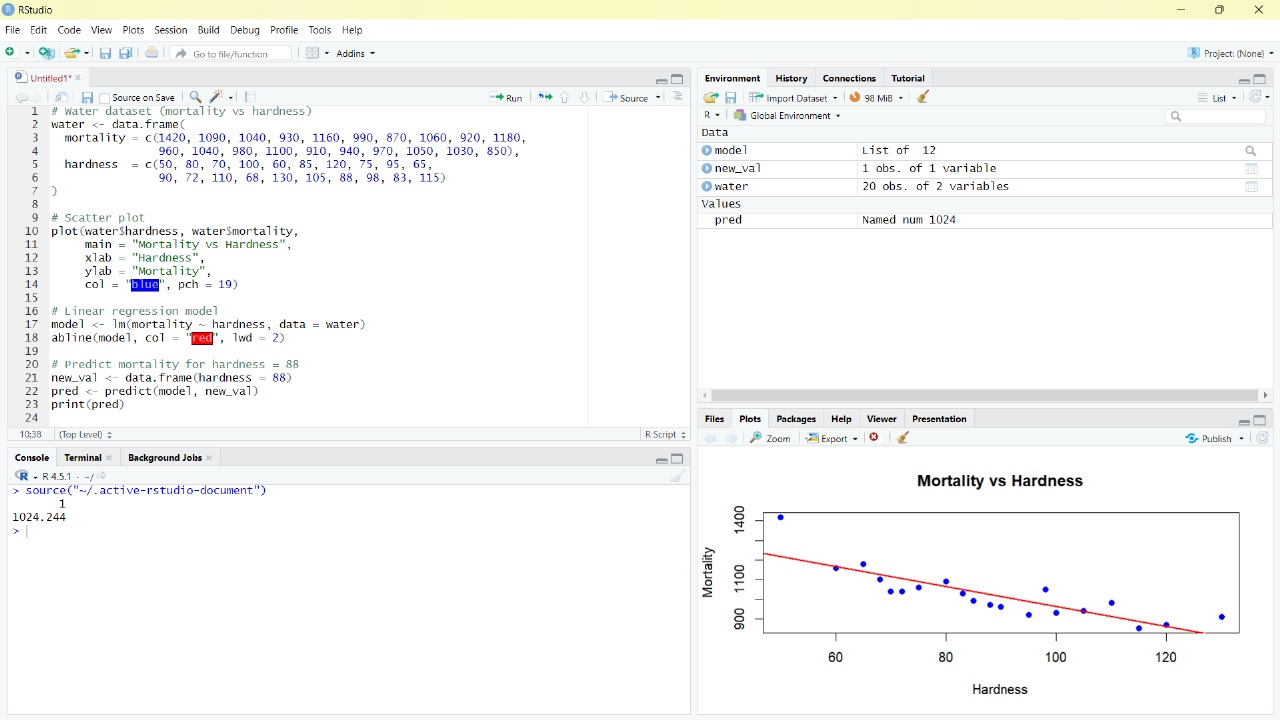 RStudio
File Edit Code View Plots Session Build Debug Profile Tools Help
Go to file/function Addins Project: (None)
Untitled1*
Source on Save Run Source
1 # Water dataset (mortality vs hardness)
2 water <- data.frame(
3 mortality = c(1420, 1090, 1040, 930, 1160, 990, 870, 1060, 920, 1180,
4 960, 1040, 980, 1100, 910, 940, 970, 1050, 1030, 850),
5 hardness = c(50, 80, 70, 100, 60, 85, 120, 75, 95, 65,
6 90, 72, 110, 68, 130, 105, 88, 98, 83, 115)
7 )
8
9 # Scatter plot
10 plot(water$hardness, water$mortality,
11 main = "Mortality vs Hardness",
12 xlab = "Hardness",
13 ylab = "Mortality",
14 col = "blue", pch = 19)
15
16 # Linear regression model
17 model <- lm(mortality ~ hardness, data = water)
18 abline(model, col = "red", lwd = 2)
19
20 # Predict mortality for hardness = 88
21 new_val <- data.frame(hardness = 88)
22 pred <- predict(model, new_val)
23 print(pred)
24
10:38 (Top Level) R Script
Console Terminal Background Jobs
R 4.5.1 · ~/
> source("~/.active-rstudio-document")
1
1024.244
>
Environment History Connections Tutorial
Import Dataset 98 MiB List
R Global Environment
Data
model List of 12
new_val 1 obs. of 1 variable
water 20 obs. of 2 variables
Values
pred Named num 1024
Files Plots Packages Help Viewer Presentation
Zoom Export Publish
Mortality vs Hardness
Mortality
1400
1100
900
60 80 100 120
Hardness